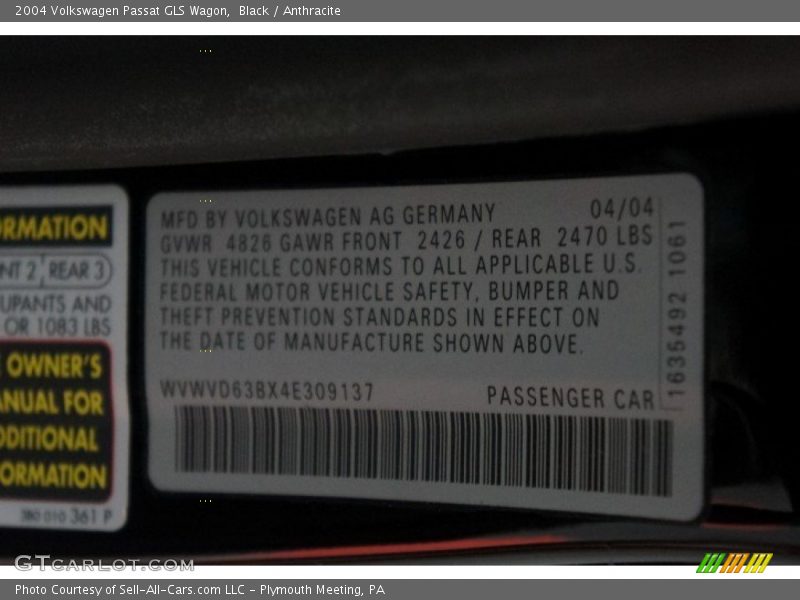 2004 Volkswagen Passat GLS Wagon,  Black / Anthracite
ORMATION
NT 2 REAR 3
UPANTS AND
OR 1083 LBS
OWNER'S
ANUAL FOR
DDITIONAL
FORMATION
3B0 010 361 P
MFD BY VOLKSWAGEN AG GERMANY 04/04
GVWR 4826 GAWR FRONT 2426 / REAR 2470 LBS
THIS VEHICLE CONFORMS TO ALL APPLICABLE U.S.
FEDERAL MOTOR VEHICLE SAFETY, BUMPER AND
THEFT PREVENTION STANDARDS IN EFFECT ON
THE DATE OF MANUFACTURE SHOWN ABOVE.
WVWVD63BX4E309137 PASSENGER CAR
1635492 1061
GTCARLOT.COM
Photo Courtesy of Sell-All-Cars.com LLC - Plymouth Meeting, PA